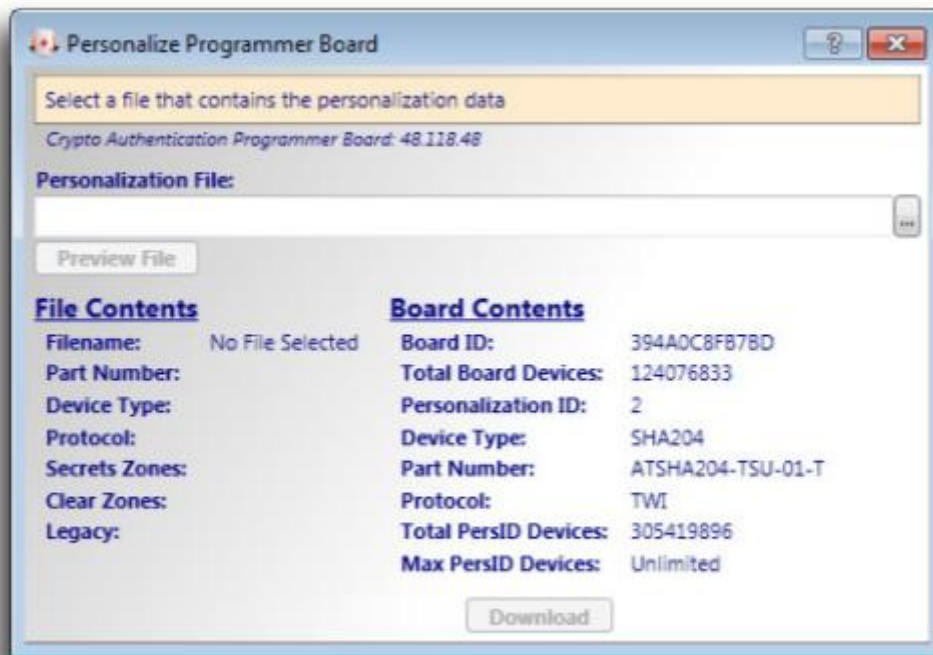 Personalize Programmer Board
Select a file that contains the personalization data
Crypto Authentication Programmer Board: 48.118.48
Personalization File:
...
Preview File
File Contents
Filename: No File Selected
Part Number:
Device Type:
Protocol:
Secrets Zones:
Clear Zones:
Legacy:
Board Contents
Board ID: 394A0C8FB7BD
Total Board Devices: 124076833
Personalization ID: 2
Device Type: SHA204
Part Number: ATSHA204-TSU-01-T
Protocol: TWI
Total PersID Devices: 305419896
Max PersID Devices: Unlimited
Download